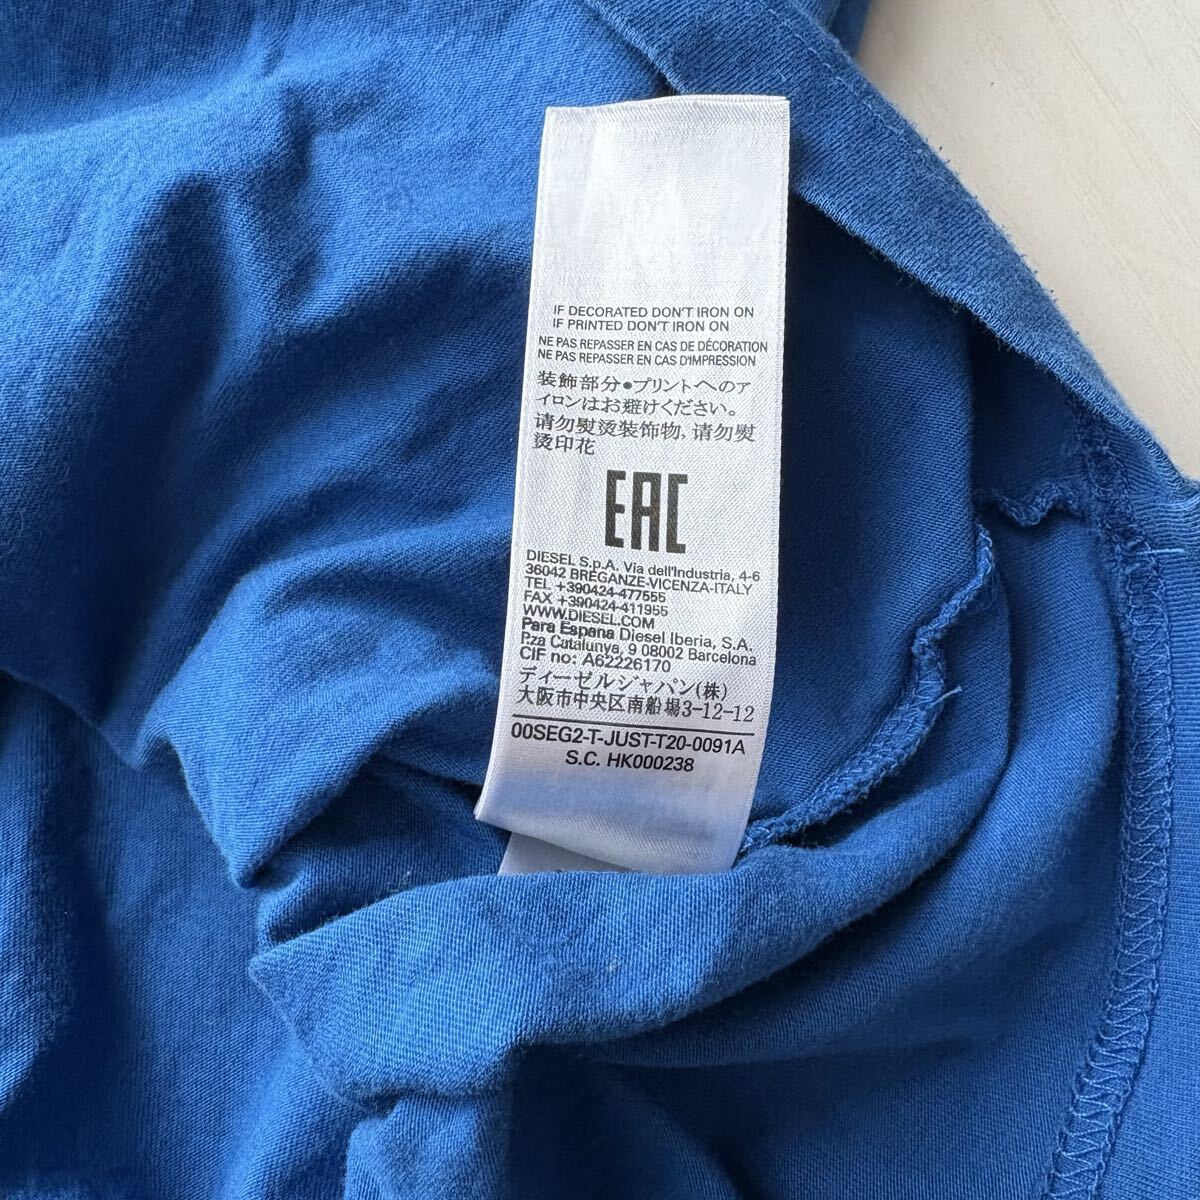 IF DECORATED DON'T IRON ON
IF PRINTED DON'T IRON ON
NE PAS REPASSER EN CAS DE DÉCORATION
NE PAS REPASSER EN CAS D'IMPRESSION
装飾部分●プリントへのア
イロンはお避けください。
请勿熨烫装饰物,请勿熨
烫印花
EAC
DIESEL S.p.A. Via dell'Industria, 4-6
36042 BREGANZE-VICENZA-ITALY
TEL +390424-477555
FAX +390424-411955
WWW.DIESEL.COM
Para Espana Diesel Iberia, S.A.
P.za Catalunya, 9 08002 Barcelona
CIF no: A62226170
ディーゼルジャパン(株)
大阪市中央区南船場3-12-12
00SEG2-T-JUST-T20-0091A
S.C. HK000238